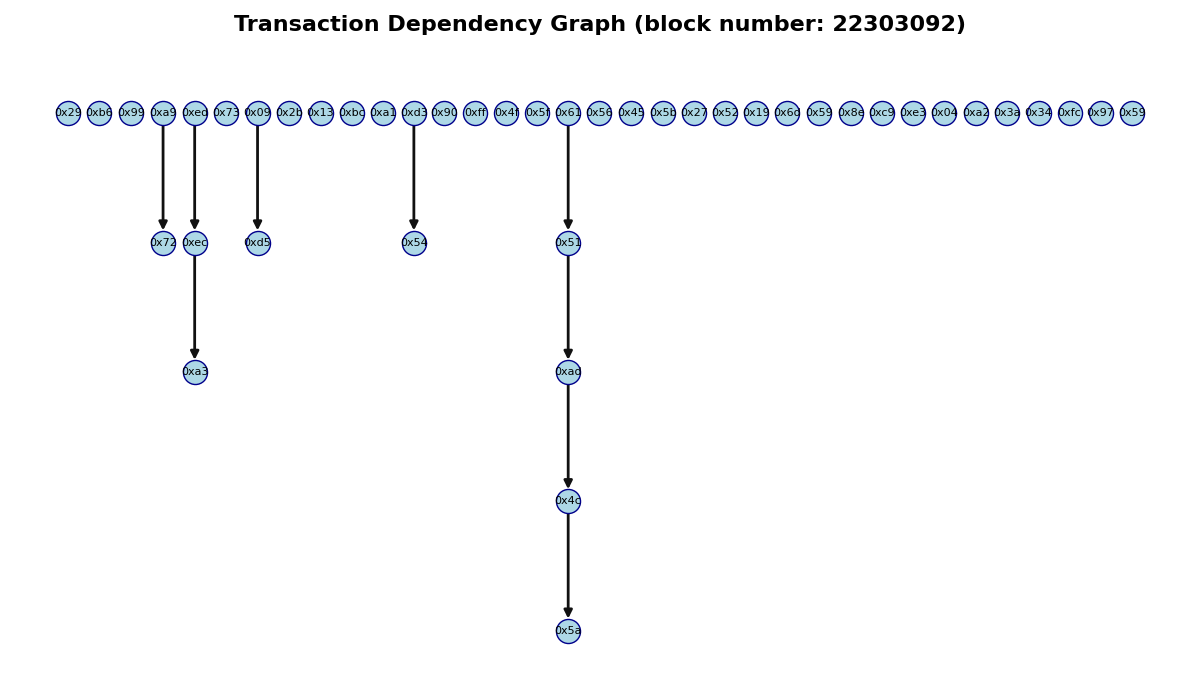 Transaction Dependency Graph (block number: 22303092)
0x29 0xb6 0x99 0xa9 0xed 0x73 0x09 0x2b 0x13 0xbc 0xa1 0xd3 0x90 0xff 0x4f 0x5f 0x61 0x56 0x45 0x5b 0x27 0x52 0x19 0x6d 0x59 0x8e 0xc9 0xe3 0x04 0xa2 0x3a 0x34 0xfc 0x97 0x59
0x72 0xec 0xd5 0x54 0x51
0xa3 0xad
0x4c
0x5a